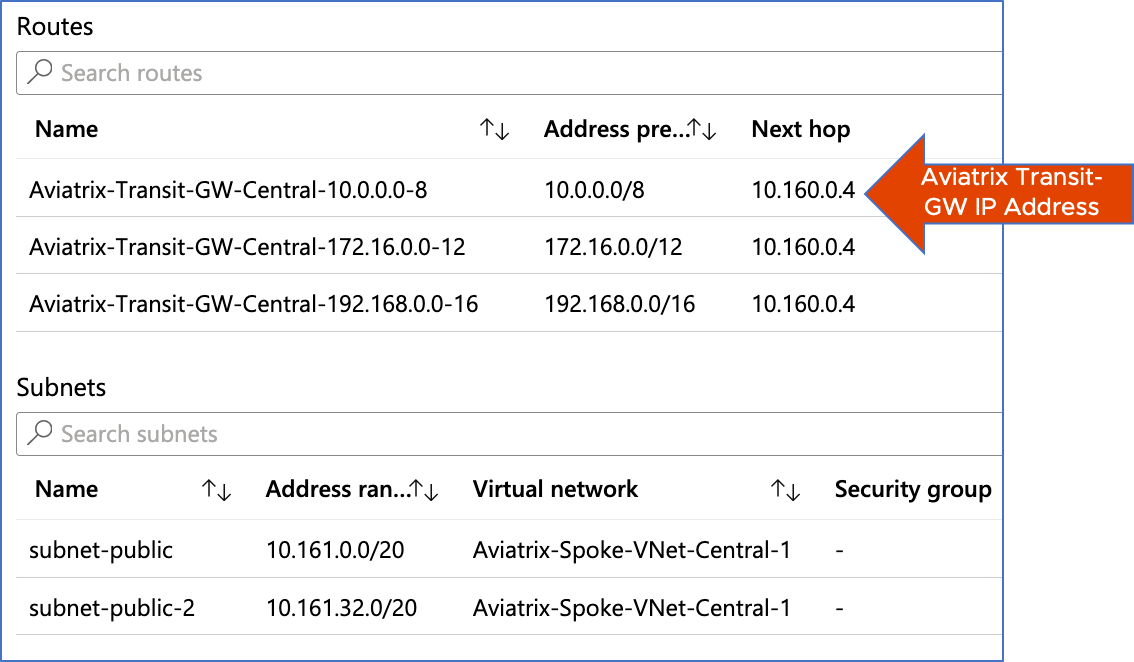 Routes
Search routes
Name Address pre... Next hop
Aviatrix-Transit-GW-Central-10.0.0.0-8 10.0.0.0/8 10.160.0.4
Aviatrix Transit-
GW IP Address
Aviatrix-Transit-GW-Central-172.16.0.0-12 172.16.0.0/12 10.160.0.4
Aviatrix-Transit-GW-Central-192.168.0.0-16 192.168.0.0/16 10.160.0.4
Subnets
Search subnets
Name Address ran... Virtual network Security group
subnet-public 10.161.0.0/20 Aviatrix-Spoke-VNet-Central-1 -
subnet-public-2 10.161.32.0/20 Aviatrix-Spoke-VNet-Central-1 -